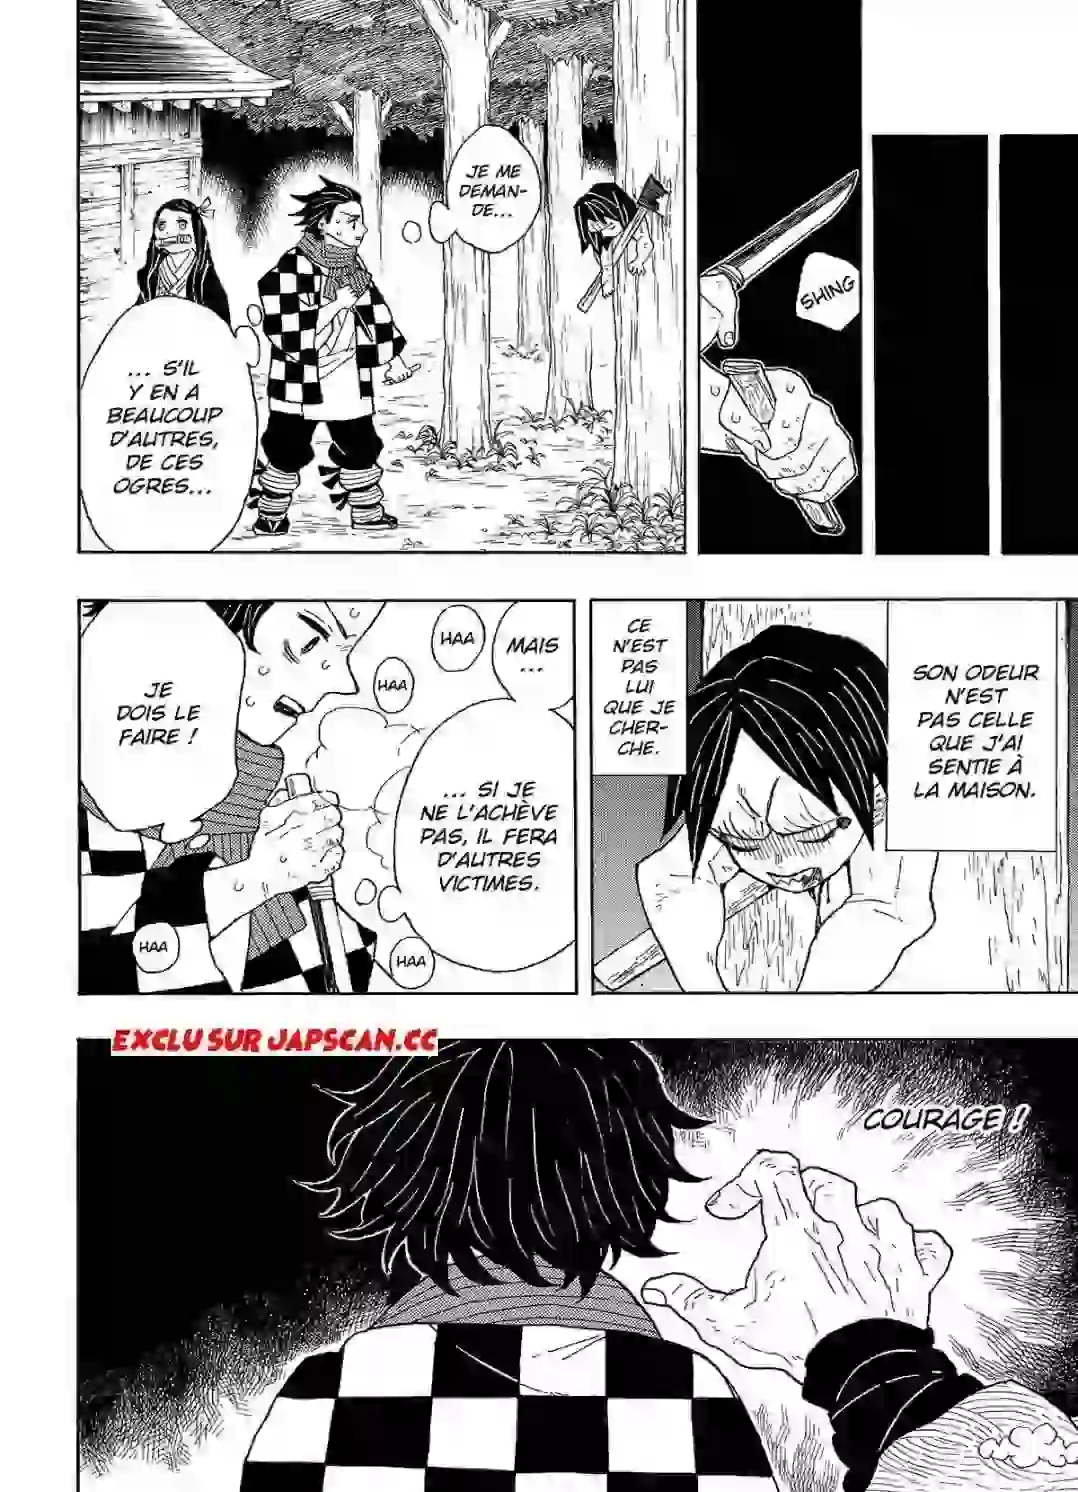 SHING
JE ME
DEMAN-
DE...
... S'IL
Y EN A
BEAUCOUP
D'AUTRES,
DE CES
OGRES...
SON ODEUR
N'EST
PAS CELLE
QUE J'AI
SENTIE À
LA MAISON.
CE
N'EST
PAS
LUI
QUE JE
CHER-
CHE.
MAIS
...
... SI JE
NE L'ACHÈVE
PAS, IL FERA
D'AUTRES
VICTIMES.
HAA
HAA
HAA
HAA
JE
DOIS LE
FAIRE !
EXCLU SUR JAPSCAN.CC
COURAGE !